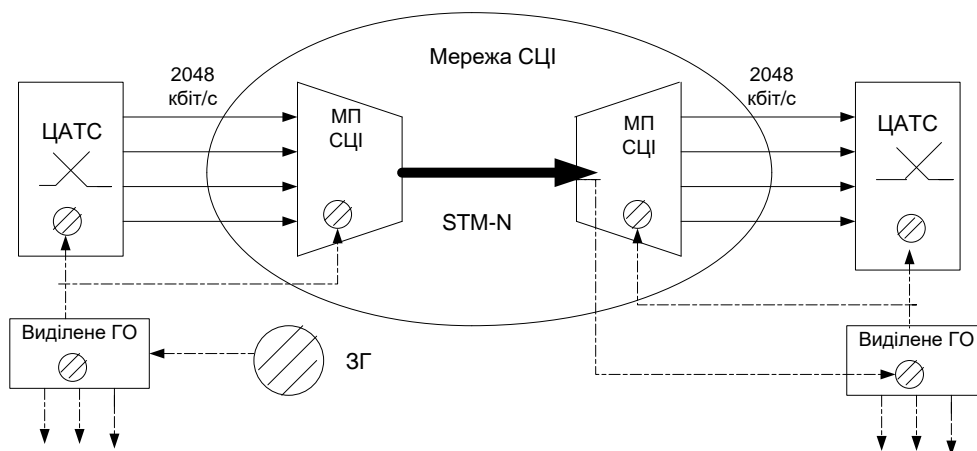 Мережа СЦІ
2048
кбіт/с
2048
кбіт/с
ЦАТС
МП
СЦІ
МП
СЦІ
ЦАТС
STM-N
Виділене ГО
ЗГ
Виділене ГО